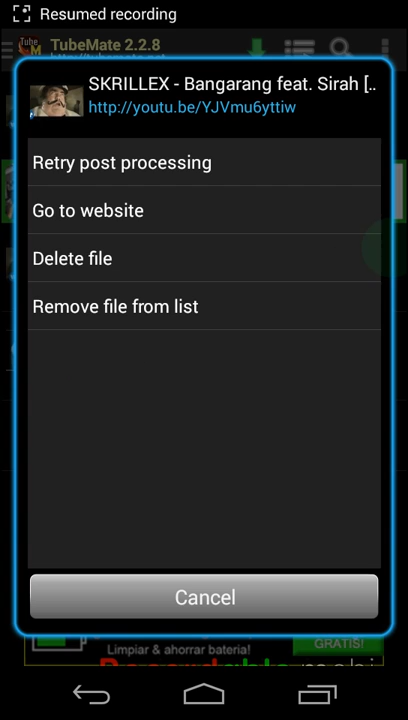 Resumed recording
TubeMate 2.2.8
SKRILLEX - Bangarang feat. Sirah [..
http://youtu.be/YJVmu6yttiw
Retry post processing
Go to website
Delete file
Remove file from list
Cancel
Limpiar & ahorrar bateria!
GRATIS!